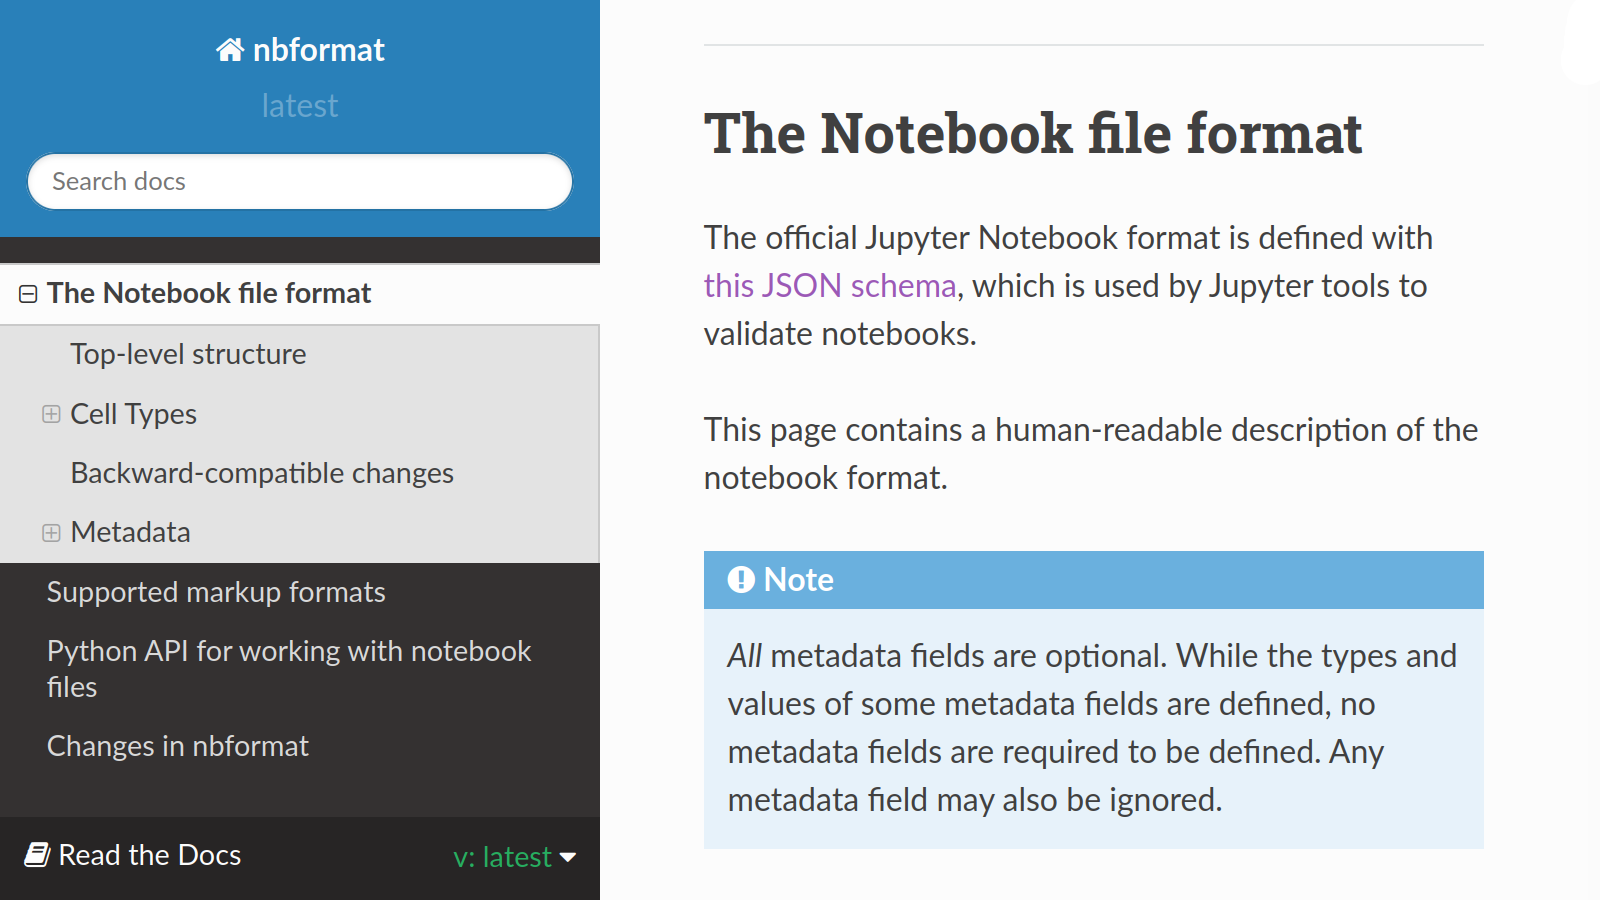 nbformat
latest
Search docs
The Notebook file format
Top-level structure
Cell Types
Backward-compatible changes
Metadata
Supported markup formats
Python API for working with notebook
files
Changes in nbformat
Read the Docs
v: latest
The Notebook file format
The official Jupyter Notebook format is defined with
this JSON schema, which is used by Jupyter tools to
validate notebooks.
This page contains a human-readable description of the
notebook format.
Note
All metadata fields are optional. While the types and
values of some metadata fields are defined, no
metadata fields are required to be defined. Any
metadata field may also be ignored.